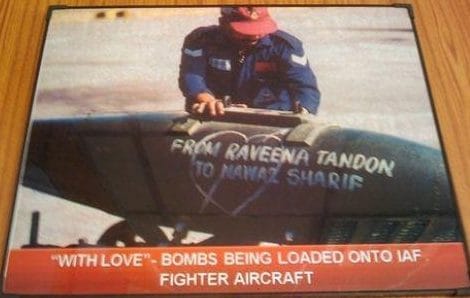 FROM RAVEENA TANDON
TO NAWAZ SHARIF
"WITH LOVE"- BOMBS BEING LOADED ONTO IAF
FIGHTER AIRCRAFT